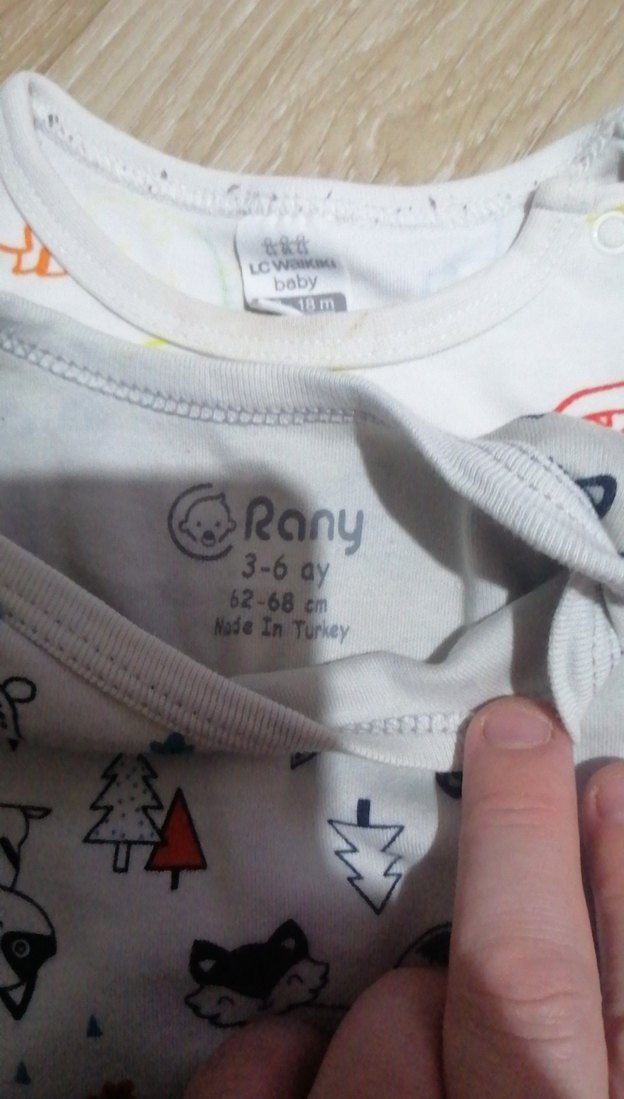 LC WAIKIKI
baby
18 m
Rany
3-6 ay
62-68 cm
Made In Turkey